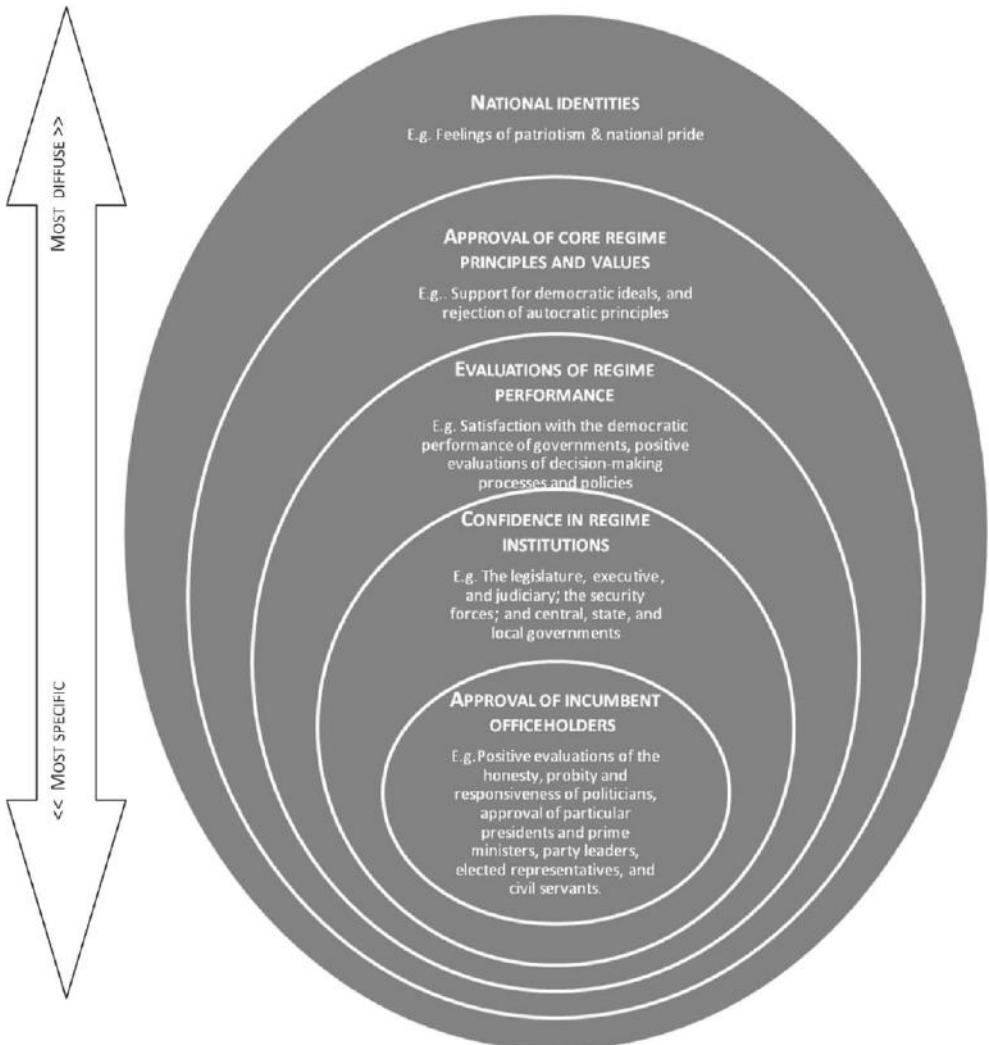 NATIONAL IDENTITIES
E.g. Feelings of patriotism & national pride
APPROVAL OF CORE REGIME
PRINCIPLES AND VALUES
E.g.. Support for democratic ideals, and
rejection of autocratic principles
EVALUATIONS OF REGIME
PERFORMANCE
E.g. Satisfaction with the democratic
performance of governments, positive
evaluations of decision-making
processes and policies
CONFIDENCE IN REGIME
INSTITUTIONS
E.g. The legislature, executive,
and judiciary; the security
forces; and central, state, and
local governments
APPROVAL OF INCUMBENT
OFFICEHOLDERS
E.g.Positive evaluations of the
honesty, probity and
responsiveness of politicians,
approval of particular
presidents and prime
ministers, party leaders,
elected representatives, and
civil servants.
MOST DIFFUSE >>
<< MOST SPECIFIC